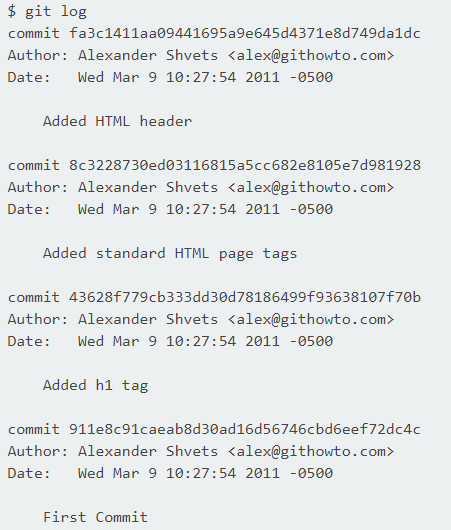 $ git log
commit fa3c1411aa09441695a9e645d4371e8d749da1dc
Author: Alexander Shvets <alex@githowto.com>
Date:   Wed Mar 9 10:27:54 2011 -0500

    Added HTML header

commit 8c3228730ed03116815a5cc682e8105e7d981928
Author: Alexander Shvets <alex@githowto.com>
Date:   Wed Mar 9 10:27:54 2011 -0500

    Added standard HTML page tags

commit 43628f779cb333dd30d78186499f93638107f70b
Author: Alexander Shvets <alex@githowto.com>
Date:   Wed Mar 9 10:27:54 2011 -0500

    Added h1 tag

commit 911e8c91caeab8d30ad16d56746cbd6eef72dc4c
Author: Alexander Shvets <alex@githowto.com>
Date:   Wed Mar 9 10:27:54 2011 -0500

    First Commit